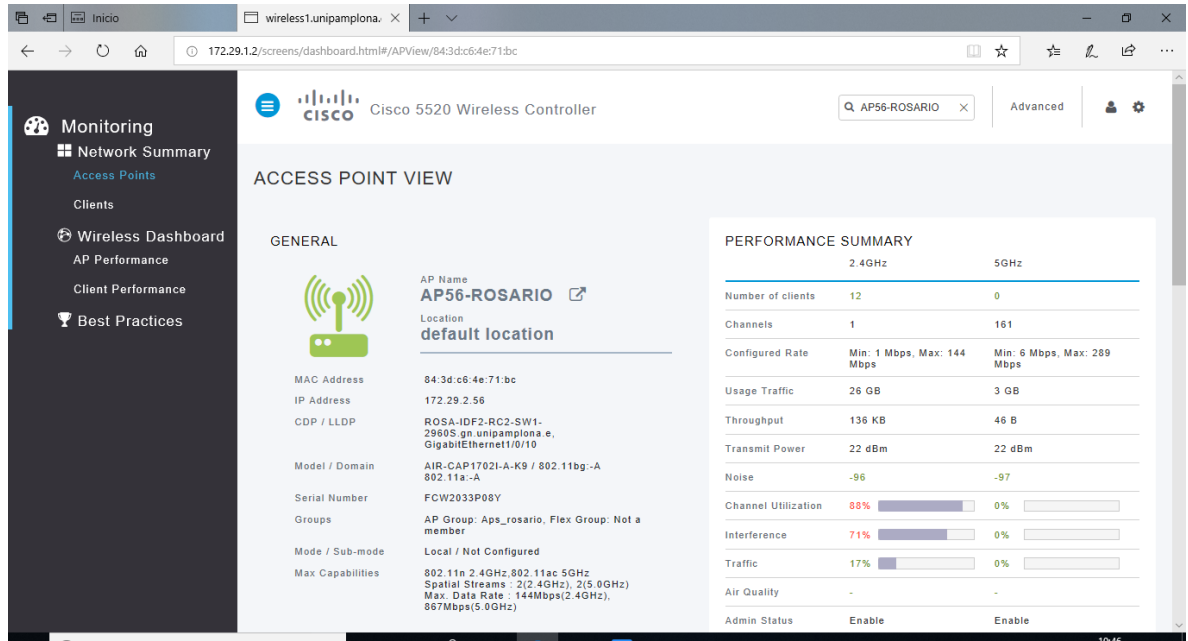 Inicio
wireless1.unipamplona.
172.29.1.2/screens/dashboard.html#/APView/84:3d:c6:4e:71:bc
Monitoring
Network Summary
Access Points
Clients
Wireless Dashboard
AP Performance
Client Performance
Best Practices
CISCO
Cisco 5520 Wireless Controller
AP56-ROSARIO
Advanced
ACCESS POINT VIEW
GENERAL
AP Name
AP56-ROSARIO
Location
default location
MAC Address 84:3d:c6:4e:71:bc
IP Address 172.29.2.56
CDP / LLDP ROSA-IDF2-RC2-SW1-
2960S.gn.unipamplona.e,
GigabitEthernet1/0/10
Model / Domain AIR-CAP1702I-A-K9 / 802.11bg:-A
802.11a:-A
Serial Number FCW2033P08Y
Groups AP Group: Aps_rosario, Flex Group: Not a
member
Mode / Sub-mode Local / Not Configured
Max Capabilities 802.11n 2.4GHz,802.11ac 5GHz
Spatial Streams : 2(2.4GHz), 2(5.0GHz)
Max. Data Rate : 144Mbps(2.4GHz),
867Mbps(5.0GHz)
PERFORMANCE SUMMARY
2.4GHz 5GHz
Number of clients 12 0
Channels 1 161
Configured Rate Min: 1 Mbps, Max: 144 Min: 6 Mbps, Max: 289
Mbps Mbps
Usage Traffic 26 GB 3 GB
Throughput 136 KB 46 B
Transmit Power 22 dBm 22 dBm
Noise -96 -97
Channel Utilization 88% 0%
Interference 71% 0%
Traffic 17% 0%
Air Quality - -
Admin Status Enable Enable